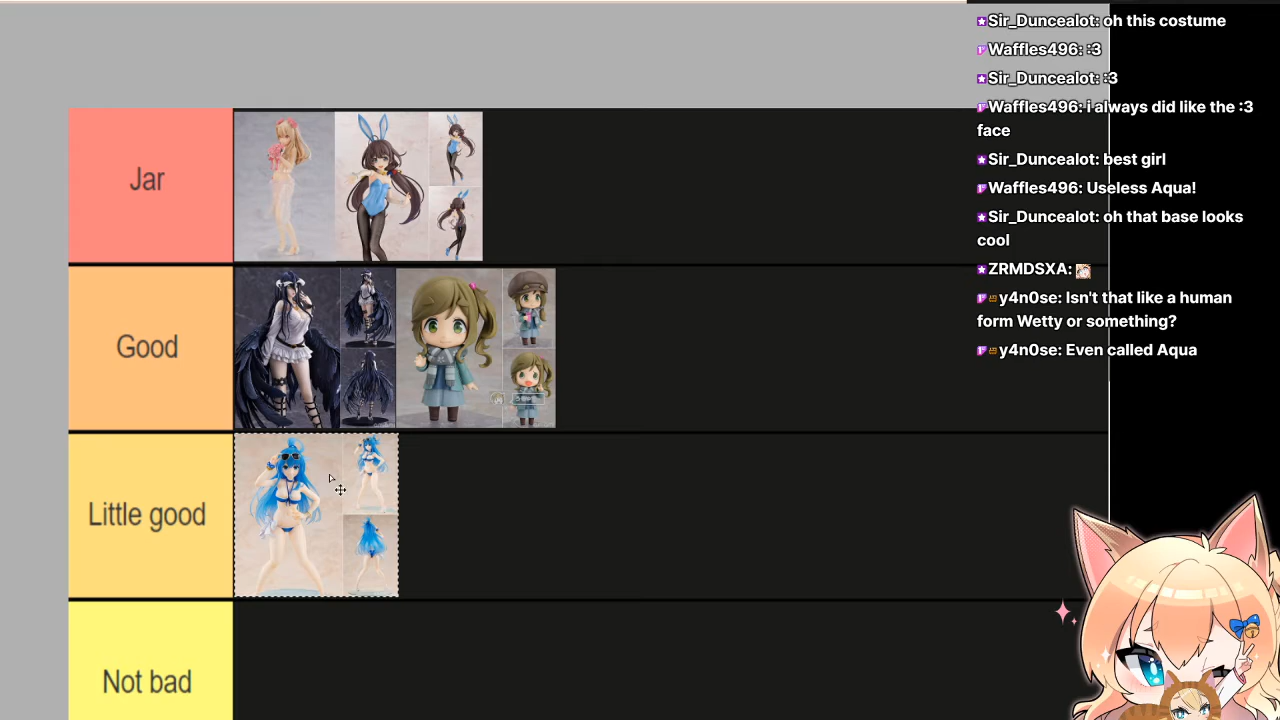 Jar
Good
Little good
Not bad
Sir_Duncealot: oh this costume
Waffles496: :3
Sir_Duncealot: :3
Waffles496: i always did like the :3
face
Sir_Duncealot: best girl
Waffles496: Useless Aqua!
Sir_Duncealot: oh that base looks
cool
ZRMDSXA:
y4n0se: Isn't that like a human
form Wetty or something?
y4n0se: Even called Aqua